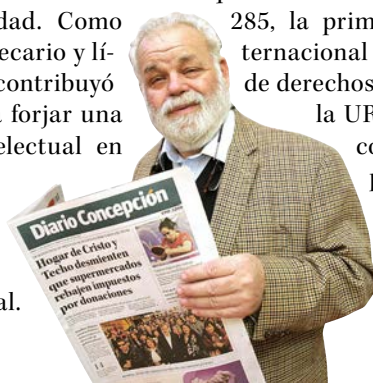 dad. Como
ecario y lí-
contribuyó
forjar una
electual en
al.
285, la prim
ternacional
de derechos
la UR
co
Diario Concepción
Hogar de Cristo y
Techo desmienten
que supermercados
rebajen impuestos
por donaciones